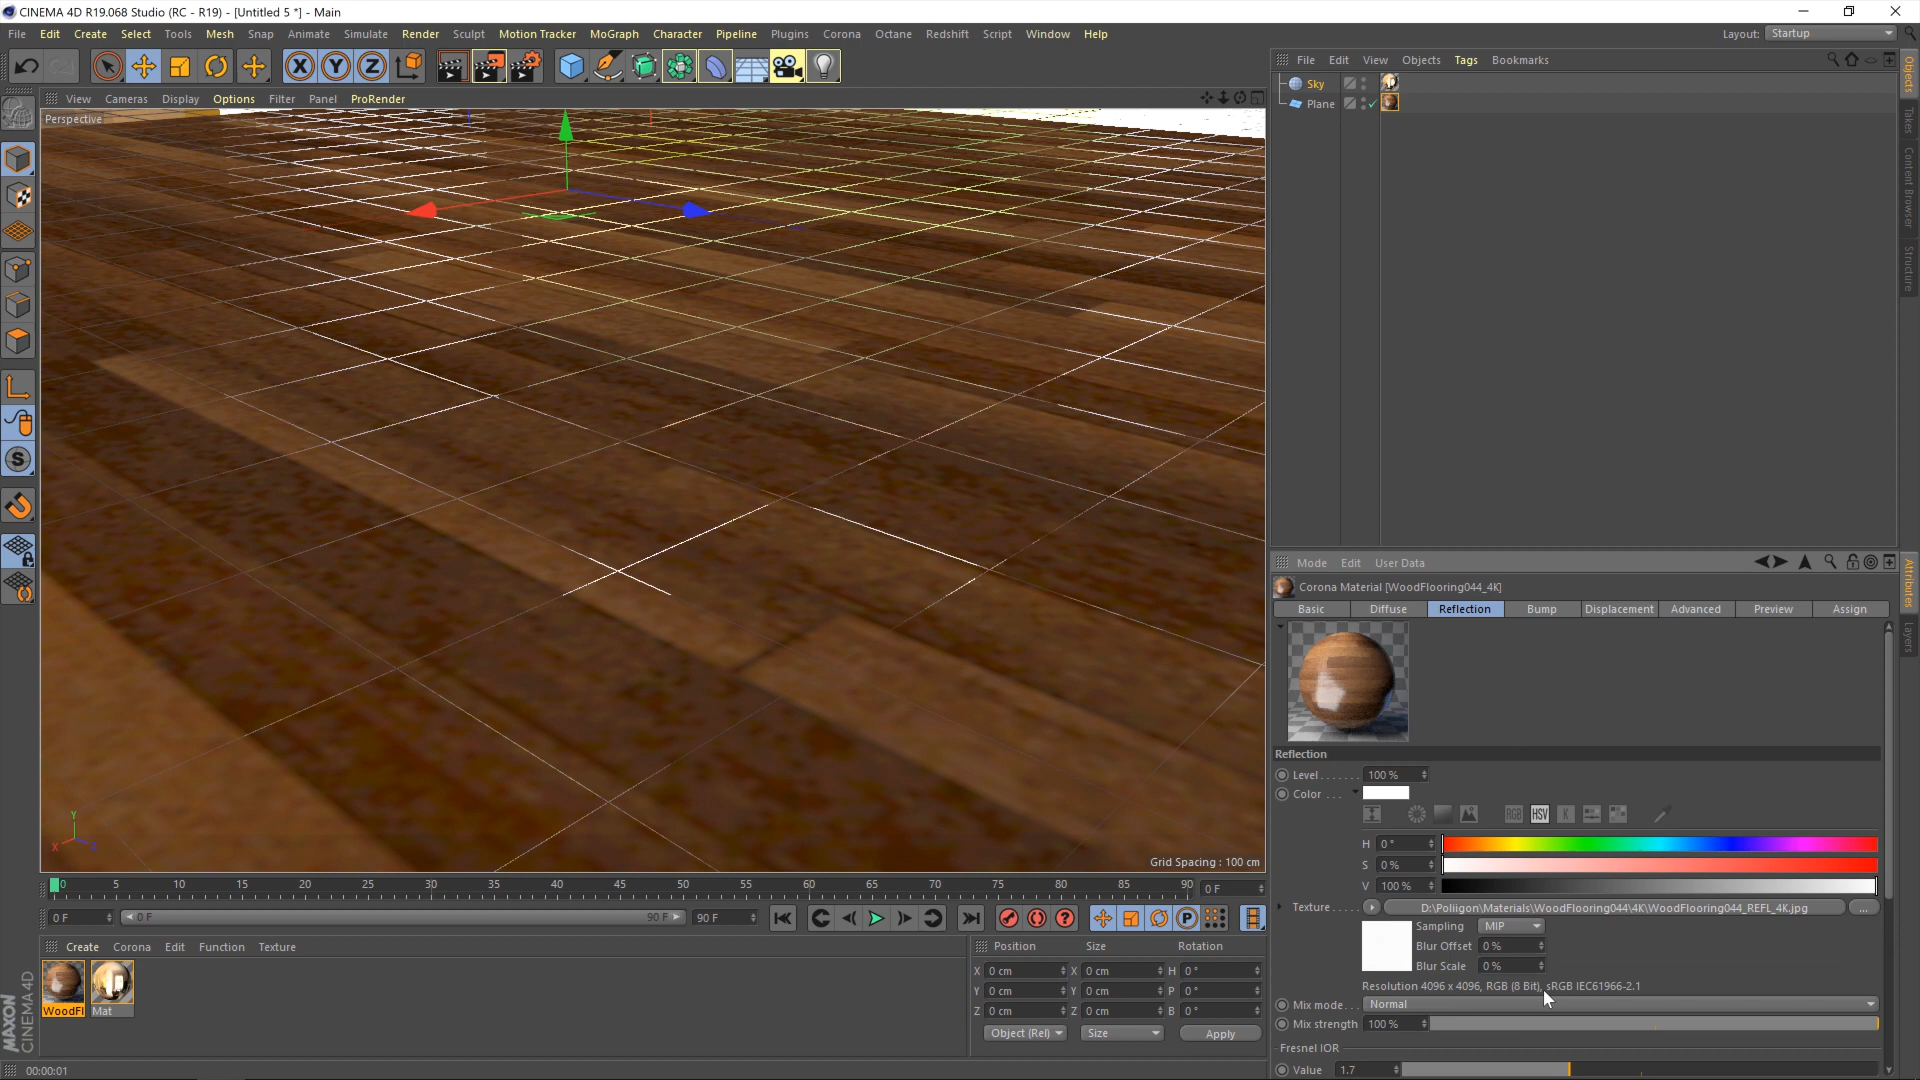 CINEMA 4D R19.068 Studio (RC - R19) - [Untitled 5 *] - Main
File Edit Create Select Tools Mesh Snap Animate Simulate Render Sculpt Motion Tracker MoGraph Character Pipeline Plugins Corona Octane Redshift Script Window Help
Layout: Startup
View Cameras Display Options Filter Panel ProRender
Perspective
Grid Spacing : 100 cm
Y
X Z
File Edit View Objects Tags Bookmarks
Sky
Plane
Objects
Takes
Content Browser
Structure
Mode Edit User Data
Corona Material [WoodFlooring044_4K]
Basic Diffuse Reflection Bump Displacement Advanced Preview Assign
Attributes
Layers
Reflection
Level 100 %
Color
RGB HSV K
H 0 °
S 0 %
V 100 %
Texture D:\Poliigon\Materials\WoodFlooring044\4K\WoodFlooring044_REFL_4K.jpg ...
Sampling MIP
Blur Offset 0 %
Blur Scale 0 %
Resolution 4096 x 4096, RGB (8 Bit), sRGB IEC61966-2.1
Mix mode Normal
Mix strength 100 %
Fresnel IOR
Value 1.7
0 5 10 15 20 25 30 35 40 45 50 55 60 65 70 75 80 85 90 0 F
0 F 0 F 90 F 90 F
Create Corona Edit Function Texture
WoodFl Mat
Position Size Rotation
X 0 cm X 0 cm H 0 °
Y 0 cm Y 0 cm P 0 °
Z 0 cm Z 0 cm B 0 °
Object (Rel) Size Apply
MAXON
CINEMA 4D
00:00:01